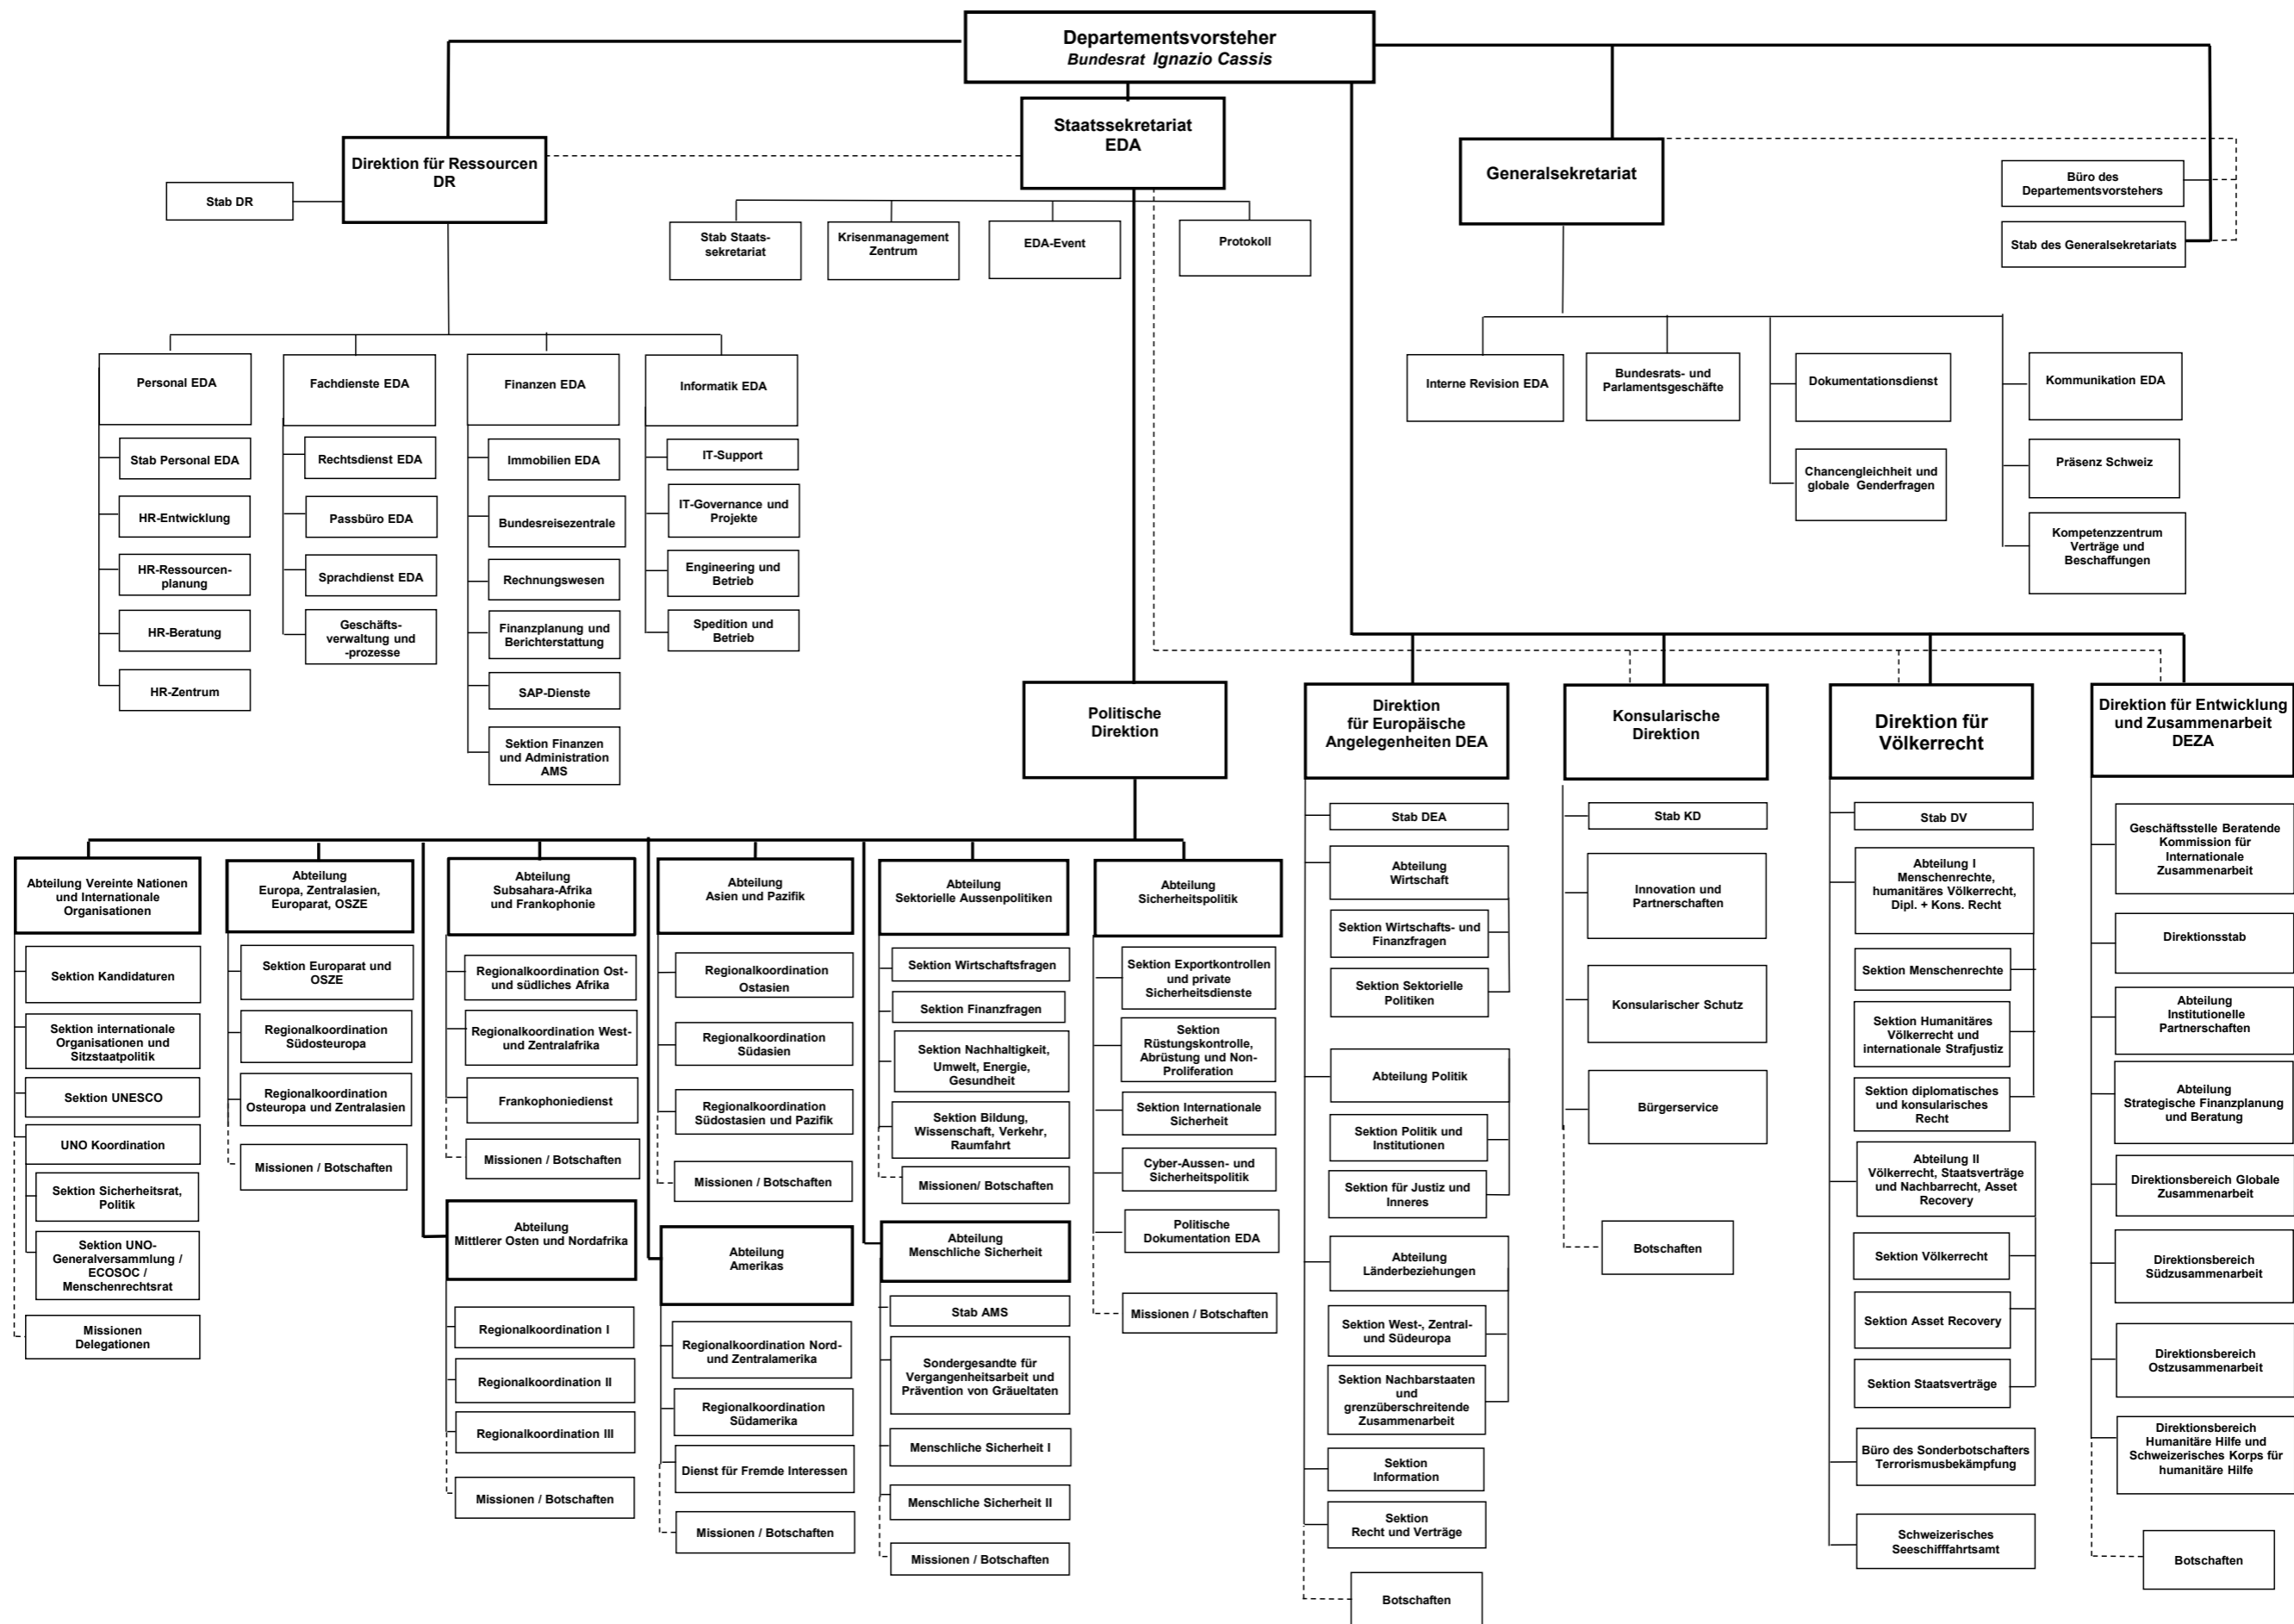 Departementsvorsteher
Bundesrat Ignazio Cassis
Staatssekretariat
EDA
Direktion für Ressourcen
DR
Stab DR
Generalsekretariat
Büro des
Departementsvorstehers
Stab des Generalsekretariats
Stab Staats-
sekretariat
Krisenmanagement
Zentrum
EDA-Event
Protokoll
Personal EDA
Stab Personal EDA
HR-Entwicklung
HR-Ressourcen-
planung
HR-Beratung
HR-Zentrum
Fachdienste EDA
Rechtsdienst EDA
Passbüro EDA
Sprachdienst EDA
Geschäfts-
verwaltung und
-prozesse
Finanzen EDA
Immobilien EDA
Bundesreisezentrale
Rechnungswesen
Finanzplanung und
Berichterstattung
SAP-Dienste
Sektion Finanzen
und Administration
AMS
Informatik EDA
IT-Support
IT-Governance und
Projekte
Engineering und
Betrieb
Spedition und
Betrieb
Interne Revision EDA
Bundesrats- und
Parlamentsgeschäfte
Dokumentationsdienst
Chancengleichheit und
globale Genderfragen
Kommunikation EDA
Präsenz Schweiz
Kompetenzzentrum
Verträge und
Beschaffungen
Politische
Direktion
Direktion
für Europäische
Angelegenheiten DEA
Konsularische
Direktion
Direktion für
Völkerrecht
Direktion für Entwicklung
und Zusammenarbeit
DEZA
Abteilung Vereinte Nationen
und Internationale
Organisationen
Sektion Kandidaturen
Sektion internationale
Organisationen und
Sitzstaatpolitik
Sektion UNESCO
UNO Koordination
Sektion Sicherheitsrat,
Politik
Sektion UNO-
Generalversammlung /
ECOSOC /
Menschenrechtsrat
Missionen
Delegationen
Abteilung
Europa, Zentralasien,
Europarat, OSZE
Sektion Europarat und
OSZE
Regionalkoordination
Südosteuropa
Regionalkoordination
Osteuropa und Zentralasien
Missionen / Botschaften
Abteilung
Subsahara-Afrika
und Frankophonie
Regionalkoordination Ost-
und südliches Afrika
Regionalkoordination West-
und Zentralafrika
Frankophoniedienst
Missionen / Botschaften
Abteilung
Mittlerer Osten und Nordafrika
Regionalkoordination I
Regionalkoordination II
Regionalkoordination III
Missionen / Botschaften
Abteilung
Asien und Pazifik
Regionalkoordination
Ostasien
Regionalkoordination
Südasien
Regionalkoordination
Südostasien und Pazifik
Missionen / Botschaften
Abteilung
Amerikas
Regionalkoordination Nord-
und Zentralamerika
Regionalkoordination
Südamerika
Dienst für Fremde Interessen
Missionen / Botschaften
Abteilung
Sektorielle Aussenpolitiken
Sektion Wirtschaftsfragen
Sektion Finanzfragen
Sektion Nachhaltigkeit,
Umwelt, Energie,
Gesundheit
Sektion Bildung,
Wissenschaft, Verkehr,
Raumfahrt
Missionen/ Botschaften
Abteilung
Menschliche Sicherheit
Stab AMS
Sondergesandte für
Vergangenheitsarbeit und
Prävention von Gräueltaten
Menschliche Sicherheit I
Menschliche Sicherheit II
Missionen / Botschaften
Abteilung
Sicherheitspolitik
Sektion Exportkontrollen
und private
Sicherheitsdienste
Sektion
Rüstungskontrolle,
Abrüstung und Non-
Proliferation
Sektion Internationale
Sicherheit
Cyber-Aussen- und
Sicherheitspolitik
Politische
Dokumentation EDA
Missionen / Botschaften
Stab DEA
Abteilung
Wirtschaft
Sektion Wirtschafts- und
Finanzfragen
Sektion Sektorielle
Politiken
Abteilung Politik
Sektion Politik und
Institutionen
Sektion für Justiz und
Inneres
Abteilung
Länderbeziehungen
Sektion West-, Zentral-
und Südeuropa
Sektion Nachbarstaaten
und
grenzüberschreitende
Zusammenarbeit
Sektion
Information
Sektion
Recht und Verträge
Botschaften
Stab KD
Innovation und
Partnerschaften
Konsularischer Schutz
Bürgerservice
Botschaften
Stab DV
Abteilung I
Menschenrechte,
humanitäres Völkerrecht,
Dipl. + Kons. Recht
Sektion Menschenrechte
Sektion Humanitäres
Völkerrecht und
internationale Strafjustiz
Sektion diplomatisches
und konsularisches
Recht
Abteilung II
Völkerrecht, Staatsverträge
und Nachbarrecht, Asset
Recovery
Sektion Völkerrecht
Sektion Asset Recovery
Sektion Staatsverträge
Büro des Sonderbotschafters
Terrorismusbekämpfung
Schweizerisches
Seeschifffahrtsamt
Geschäftsstelle Beratende
Kommission für
Internationale
Zusammenarbeit
Direktionsstab
Abteilung
Institutionelle
Partnerschaften
Abteilung
Strategische Finanzplanung
und Beratung
Direktionsbereich Globale
Zusammenarbeit
Direktionsbereich
Südzusammenarbeit
Direktionsbereich
Ostzusammenarbeit
Direktionsbereich
Humanitäre Hilfe und
Schweizerisches Korps für
humanitäre Hilfe
Botschaften